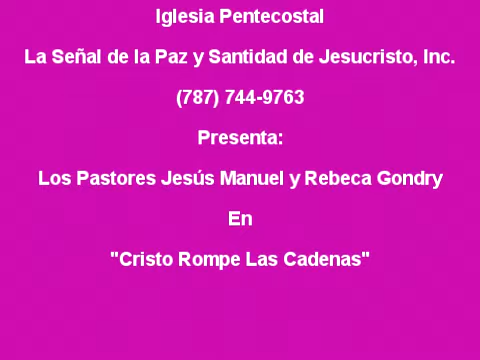 Iglesia Pentecostal
La Señal de la Paz y Santidad de Jesucristo, Inc.
(787) 744-9763
Presenta:
Los Pastores Jesús Manuel y Rebeca Gondry
En
"Cristo Rompe Las Cadenas"